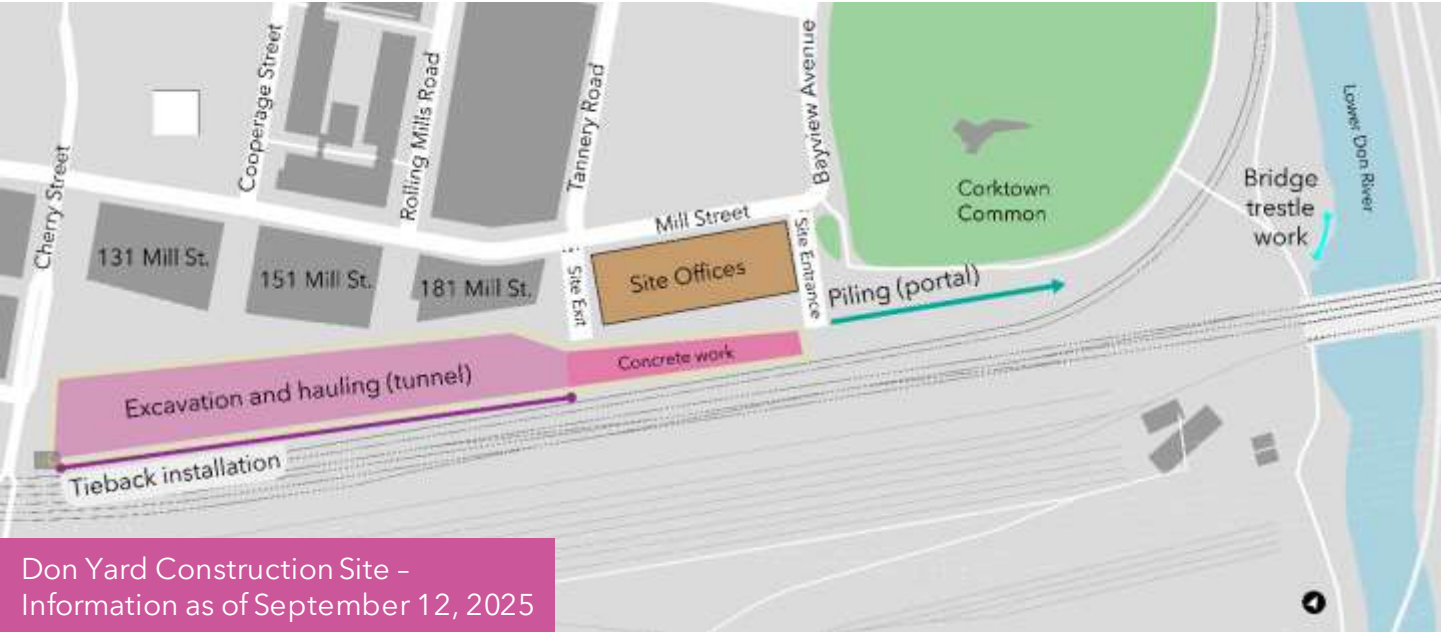 Cooperage Street
Rolling Mills Road
Tannery Road
Bayview Avenue
Cherry Street
Lower Don River
Corktown
Common
Bridge
trestle
work
Mill Street
131 Mill St.
151 Mill St.
181 Mill St.
Site Exit
Site Offices
Site Entrance
Piling (portal)
Concrete work
Excavation and hauling (tunnel)
Tieback installation
Don Yard Construction Site –
Information as of September 12, 2025